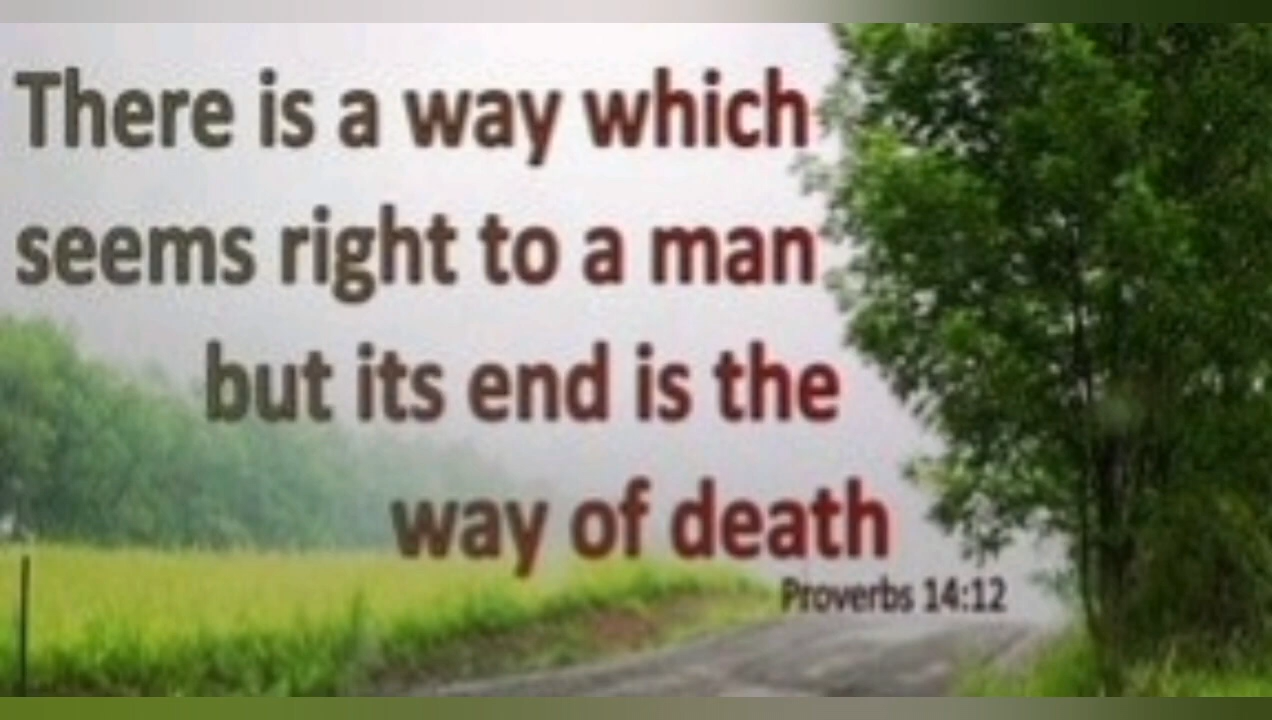 There is a way which
seems right to a man
but its end is the
way of death
Proverbs 14:12